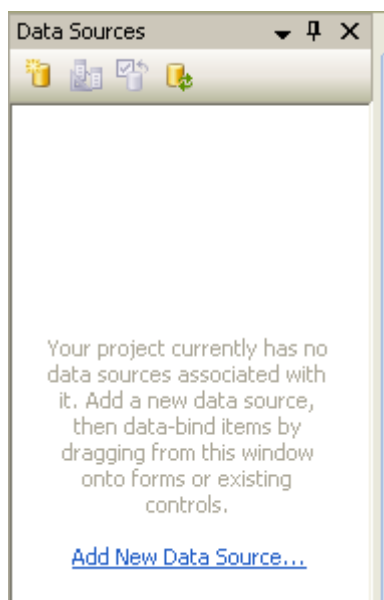 Data Sources
Your project currently has no
data sources associated with
it. Add a new data source,
then data-bind items by
dragging from this window
onto forms or existing
controls.
Add New Data Source...